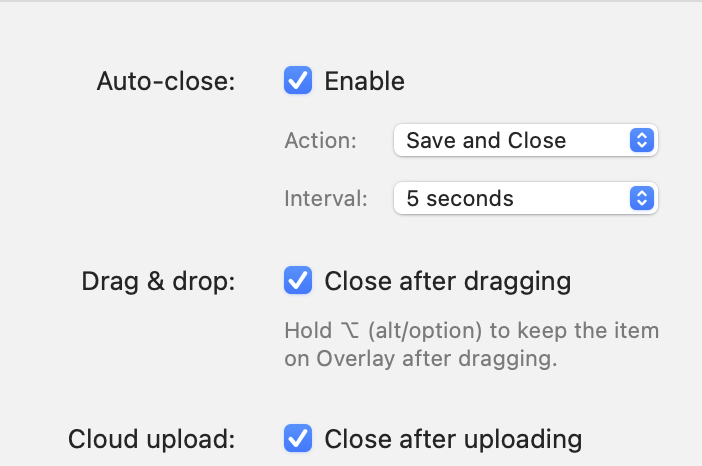 Auto-close: Enable
Action: Save and Close
Interval: 5 seconds
Drag & drop: Close after dragging
Hold ⌥ (alt/option) to keep the item
on Overlay after dragging.
Cloud upload: Close after uploading